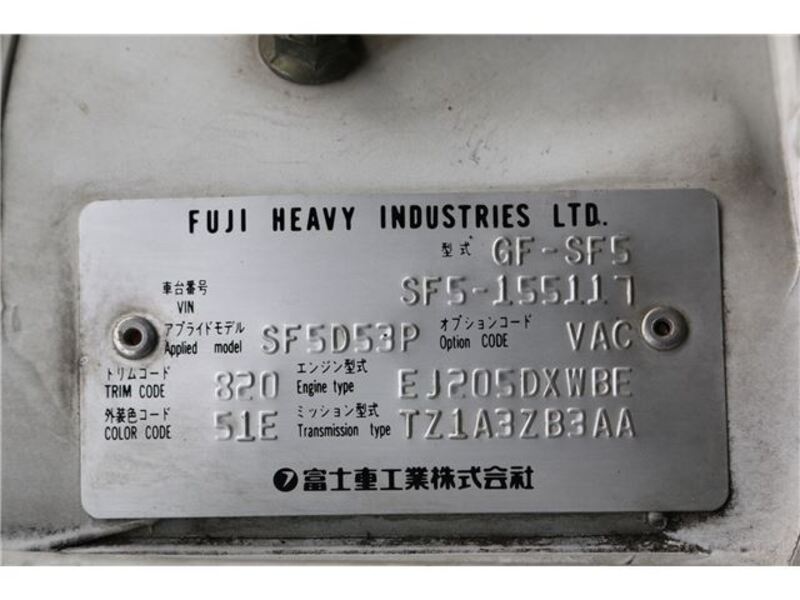 FUJI HEAVY INDUSTRIES LTD.
型式 GF-SF5
車台番号 VIN SF5-155117
アプライドモデル Applied model SF5D53P オプションコード Option CODE VAC
トリムコード TRIM CODE 820 エンジン型式 Engine type EJ205DXWBE
外装色コード COLOR CODE 51E ミッション型式 Transmission type TZ1A3ZB3AA
富士重工業株式会社